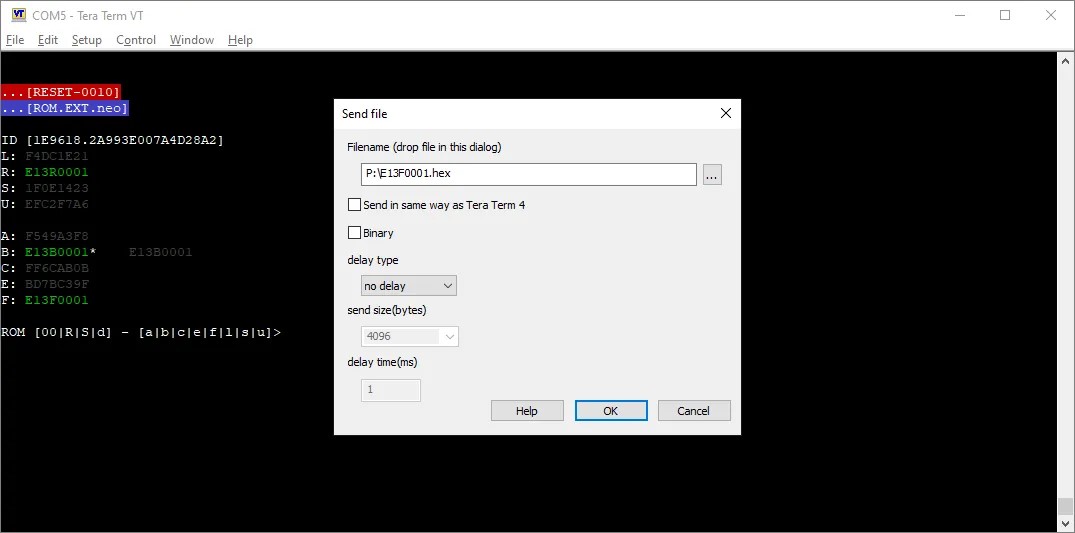 COM5 - Tera Term VT
File Edit Setup Control Window Help
...[RESET-0010]
...[ROM.EXT.neo]
ID [1E9618.2A993E007A4D28A2]
L: F4DC1E21
R: E13R0001
S: 1F0E1423
U: EFC2F7A6
A: F549A3F8
B: E13B0001* E13B0001
C: FF6CAB0B
E: BD7BC39F
F: E13F0001
ROM [00|R|S|d] - [a|b|c|e|f|l|s|u]>
Send file
Filename (drop file in this dialog)
P:\E13F0001.hex
...
Send in same way as Tera Term 4
Binary
delay type
no delay
send size(bytes)
4096
delay time(ms)
1
Help OK Cancel